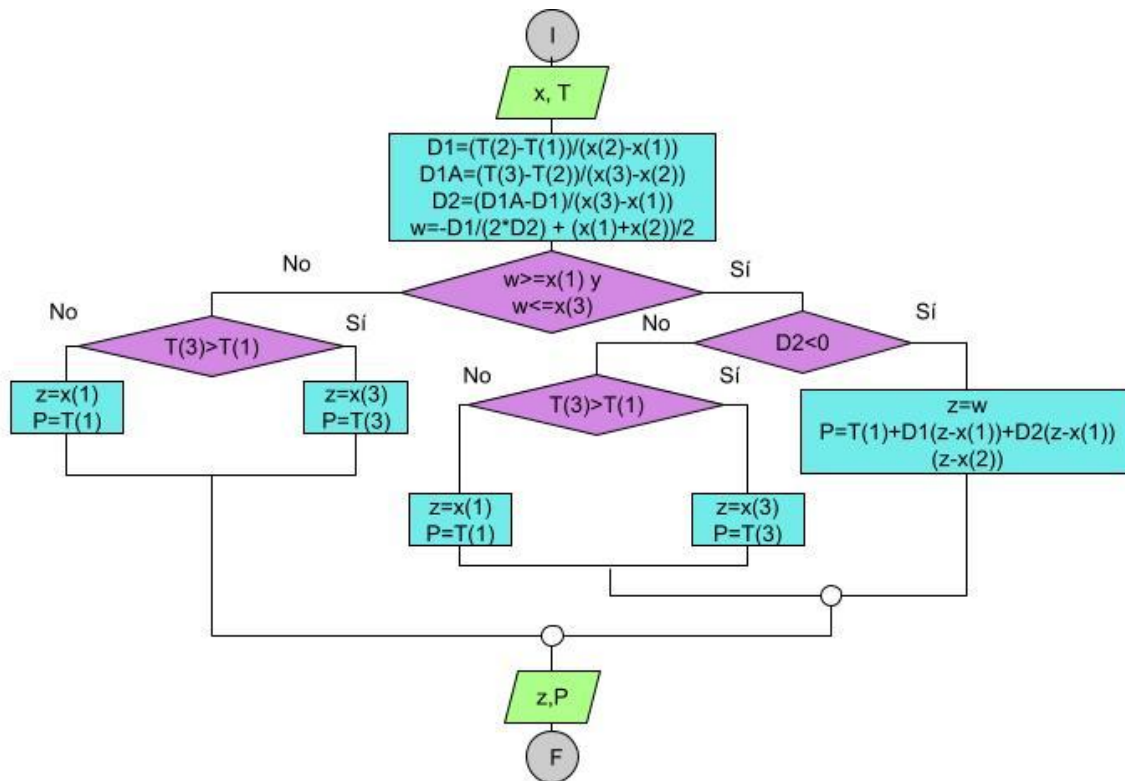 I
x, T
D1=(T(2)-T(1))/(x(2)-x(1))
D1A=(T(3)-T(2))/(x(3)-x(2))
D2=(D1A-D1)/(x(3)-x(1))
w=-D1/(2*D2) + (x(1)+x(2))/2
No
w>=x(1) y
w<=x(3)
Sí
No
T(3)>T(1)
Sí
No
D2<0
Sí
z=x(1)
P=T(1)
z=x(3)
P=T(3)
No
T(3)>T(1)
Sí
z=w
P=T(1)+D1(z-x(1))+D2(z-x(1))
(z-x(2))
z=x(1)
P=T(1)
z=x(3)
P=T(3)
z,P
F